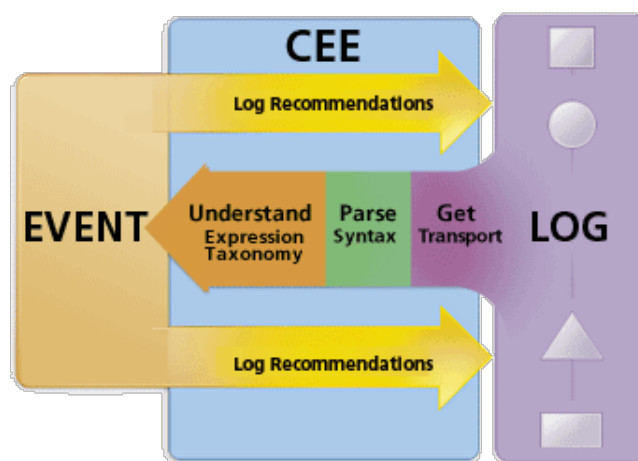 CEE
Log Recommendations
EVENT
Understand
Expression
Taxonomy
Parse
Syntax
Get
Transport
LOG
Log Recommendations